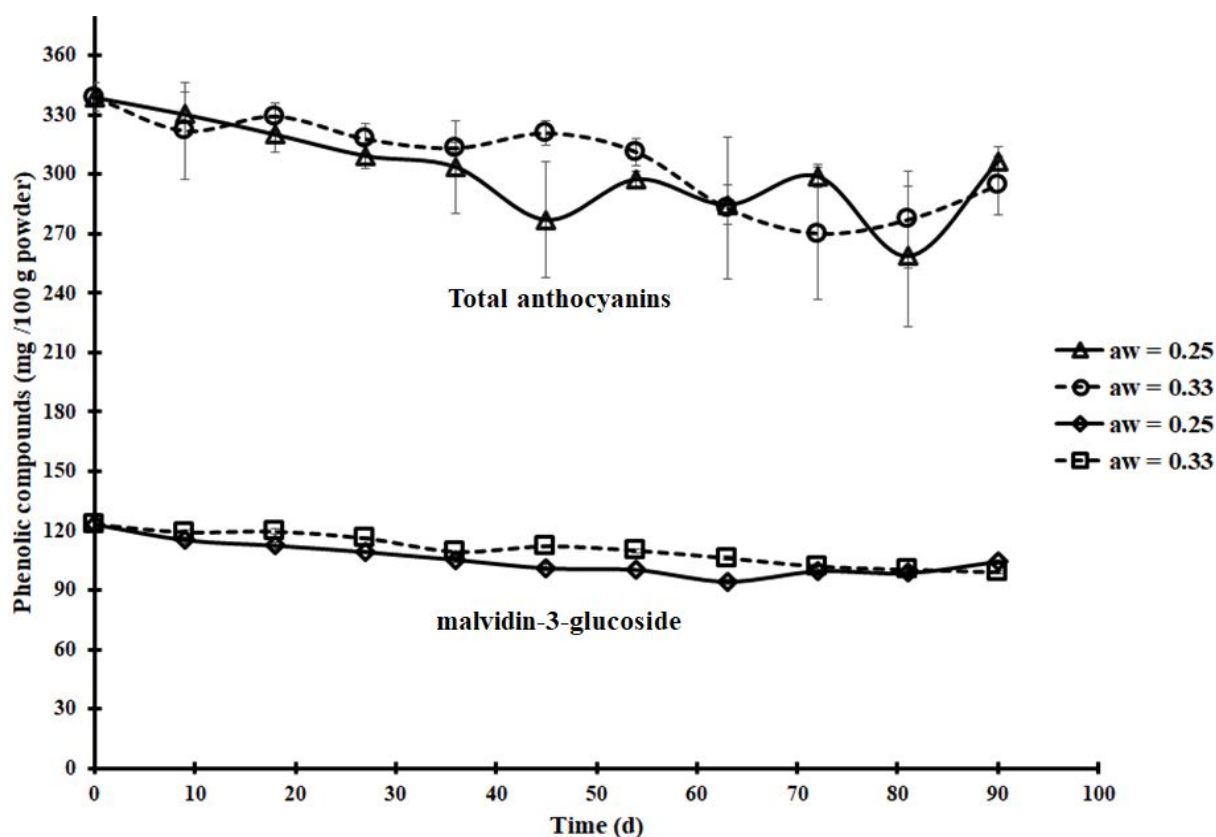 Phenolic compounds (mg /100 g powder)
360
330
300
270
240
210
180
150
120
90
60
30
0
Total anthocyanins
malvidin-3-glucoside
aw = 0.25
aw = 0.33
aw = 0.25
aw = 0.33
0 10 20 30 40 50 60 70 80 90 100
Time (d)